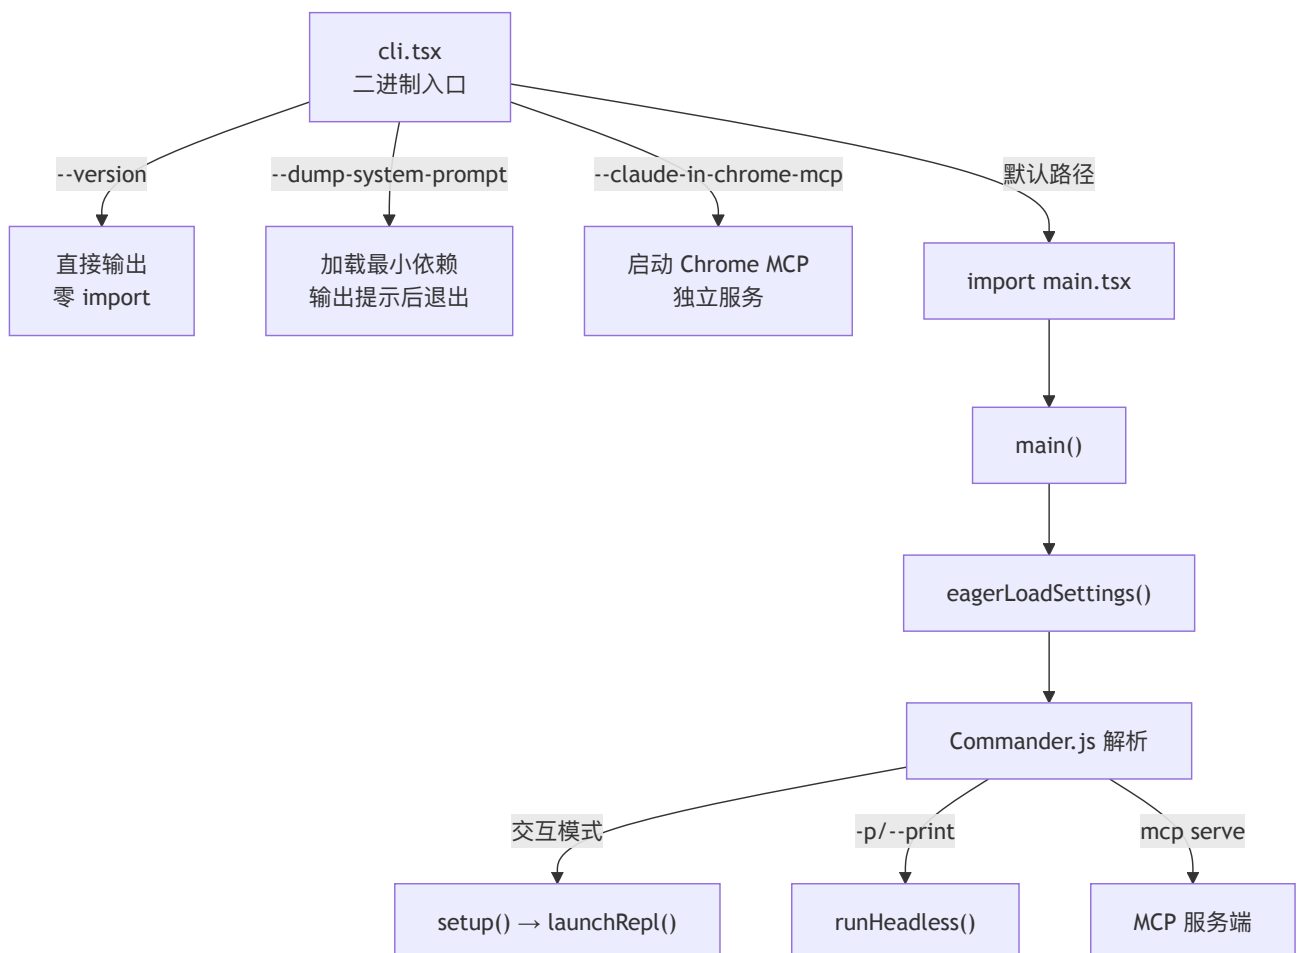 cli.tsx
二进制入口
--version
--dump-system-prompt
--claude-in-chrome-mcp
默认路径
直接输出
零 import
加载最小依赖
输出提示后退出
启动 Chrome MCP
独立服务
import main.tsx
main()
eagerLoadSettings()
Commander.js 解析
交互模式
-p/--print
mcp serve
setup() → launchRepl()
runHeadless()
MCP 服务端